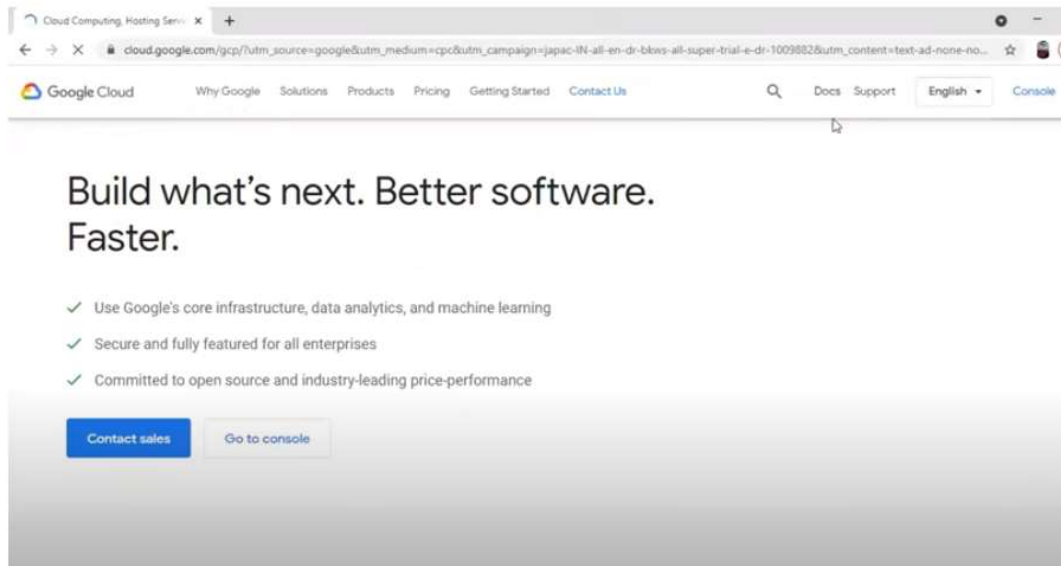 Cloud Computing, Hosting Serv
cloud.google.com/gcp/?utm_source=google&utm_medium=cpc&utm_campaign=japac-IN-all-en-dr-bkws-all-super-trial-e-dr-1009882&utm_content=text-ad-none-no...
Google Cloud Why Google Solutions Products Pricing Getting Started Contact Us Docs Support English Console
Build what's next. Better software.
Faster.
Use Google's core infrastructure, data analytics, and machine learning
Secure and fully featured for all enterprises
Committed to open source and industry-leading price-performance
Contact sales Go to console